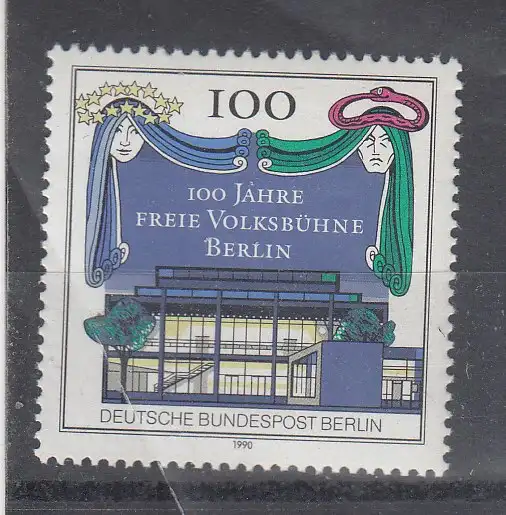 100
100 JAHRE
FREIE VOLKSBÜHNE
BERLIN
DEUTSCHE BUNDESPOST BERLIN
1990